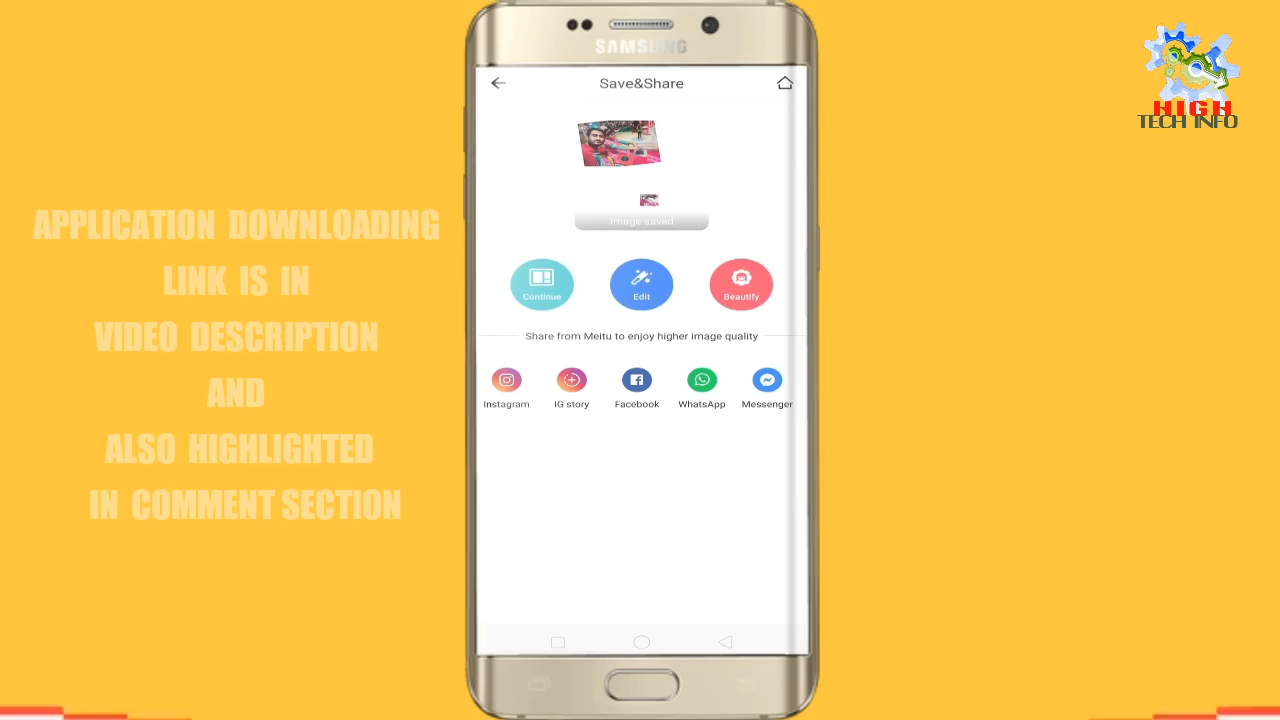 SAMSUNG
Save&Share
HIGH
TECH INFO
Image saved
APPLICATION DOWNLOADING
LINK IS IN
VIDEO DESCRIPTION
AND
ALSO HIGHLIGHTED
IN COMMENT SECTION
Continue
Edit
Beautify
Share from Meitu to enjoy higher image quality
Instagram
IG story
Facebook
WhatsApp
Messenger